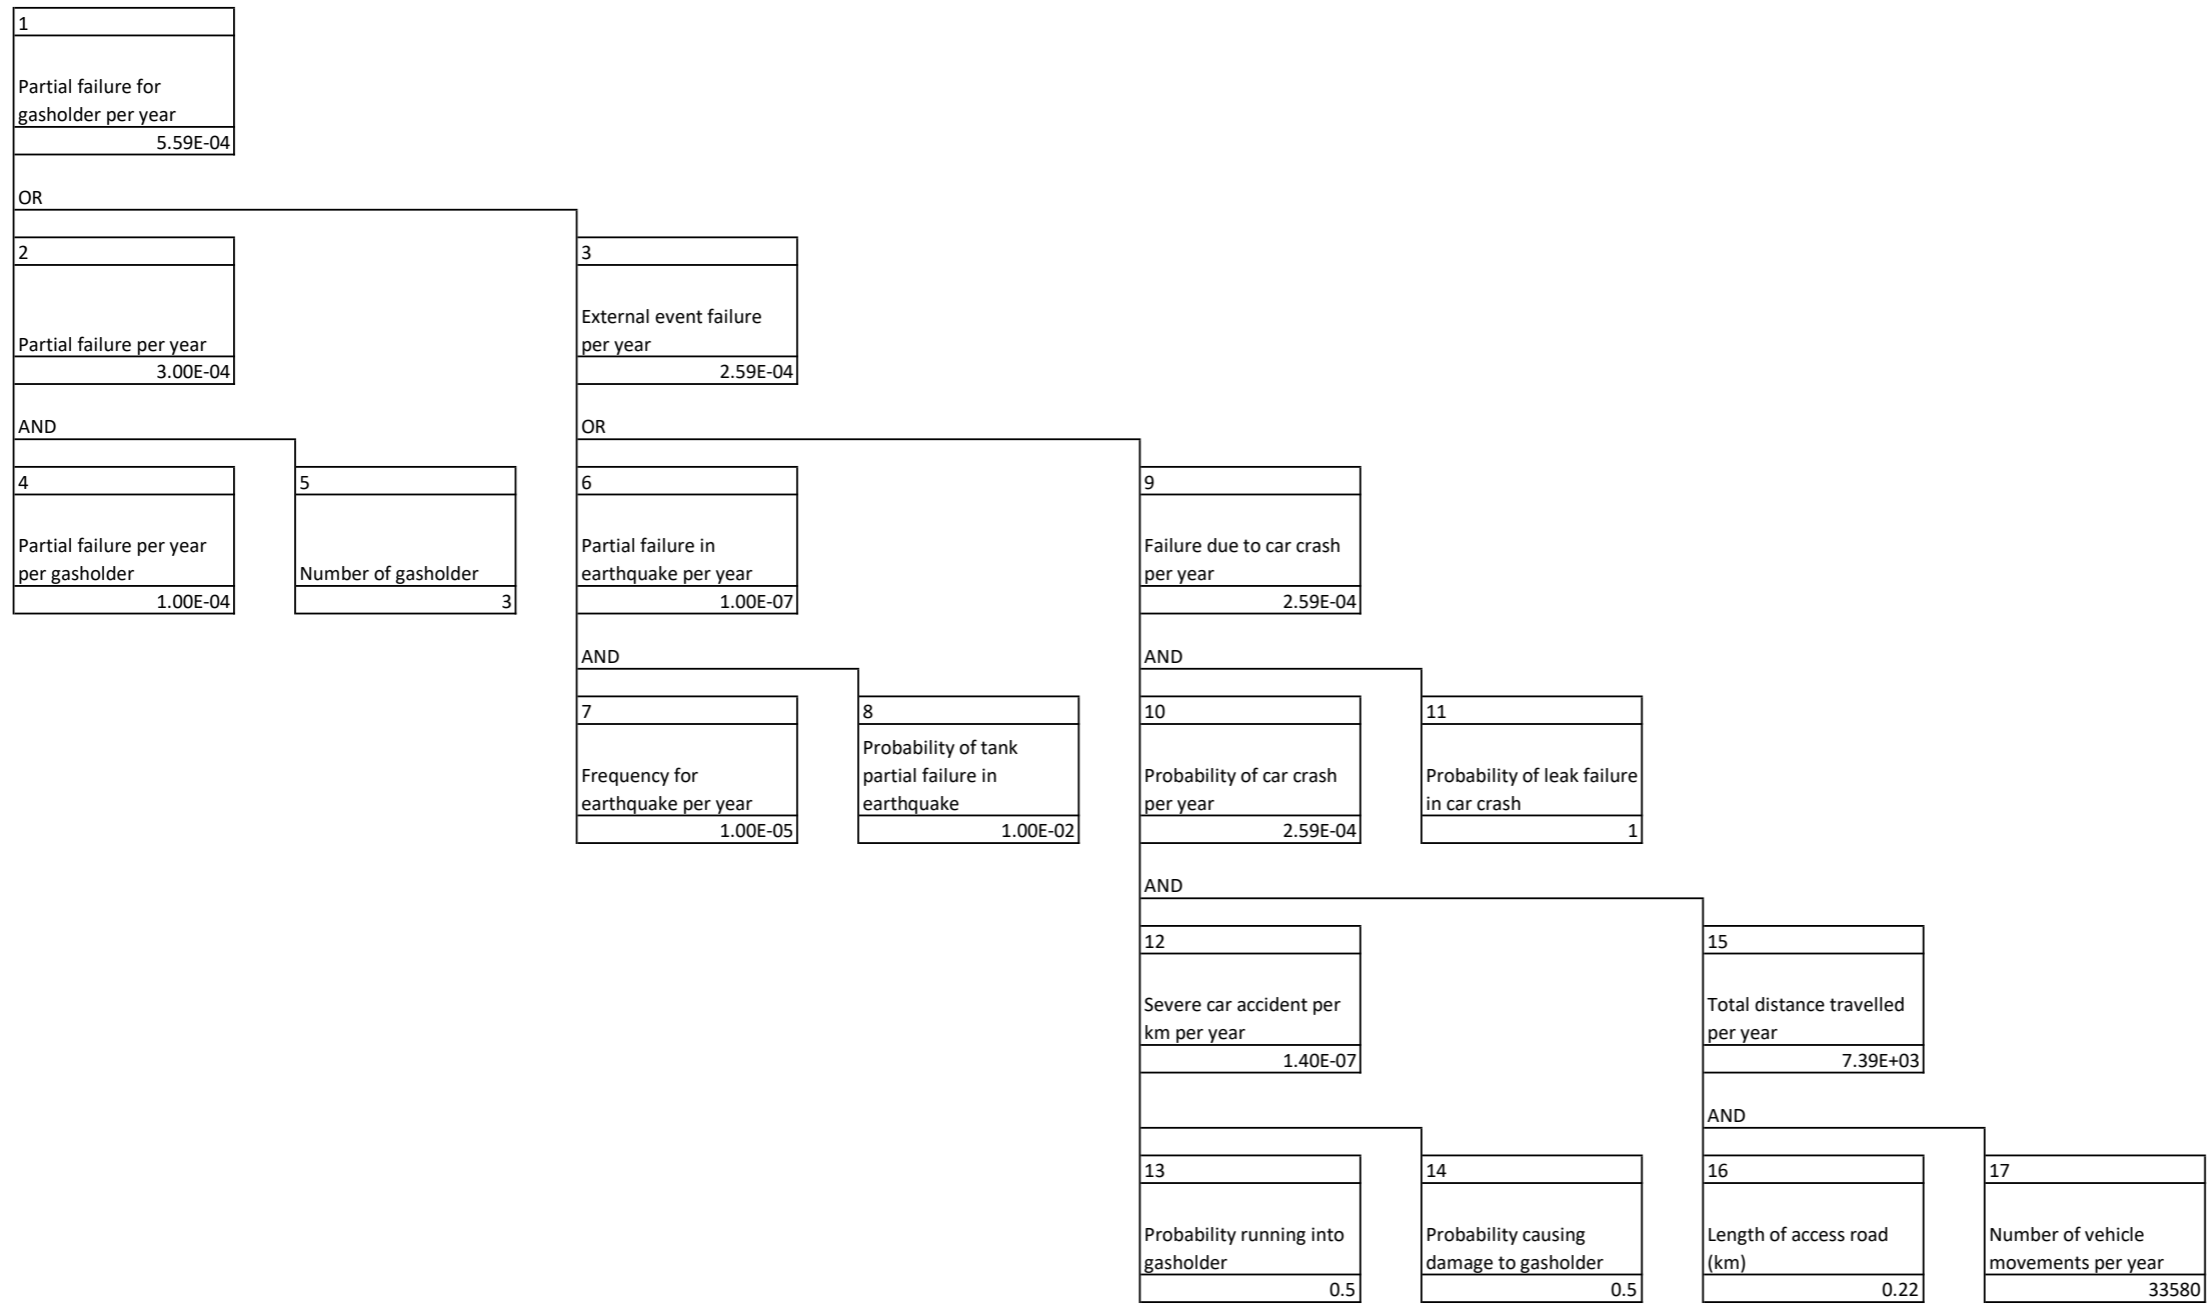 1
Partial failure for
gasholder per year
5.59E-04
OR
2
Partial failure per year
3.00E-04
3
External event failure
per year
2.59E-04
AND
OR
4
Partial failure per year
per gasholder
1.00E-04
5
Number of gasholder
3
6
Partial failure in
earthquake per year
1.00E-07
9
Failure due to car crash
per year
2.59E-04
AND
AND
7
Frequency for
earthquake per year
1.00E-05
8
Probability of tank
partial failure in
earthquake
1.00E-02
10
Probability of car crash
per year
2.59E-04
11
Probability of leak failure
in car crash
1
AND
12
Severe car accident per
km per year
1.40E-07
15
Total distance travelled
per year
7.39E+03
AND
13
Probability running into
gasholder
0.5
14
Probability causing
damage to gasholder
0.5
16
Length of access road
(km)
0.22
17
Number of vehicle
movements per year
33580